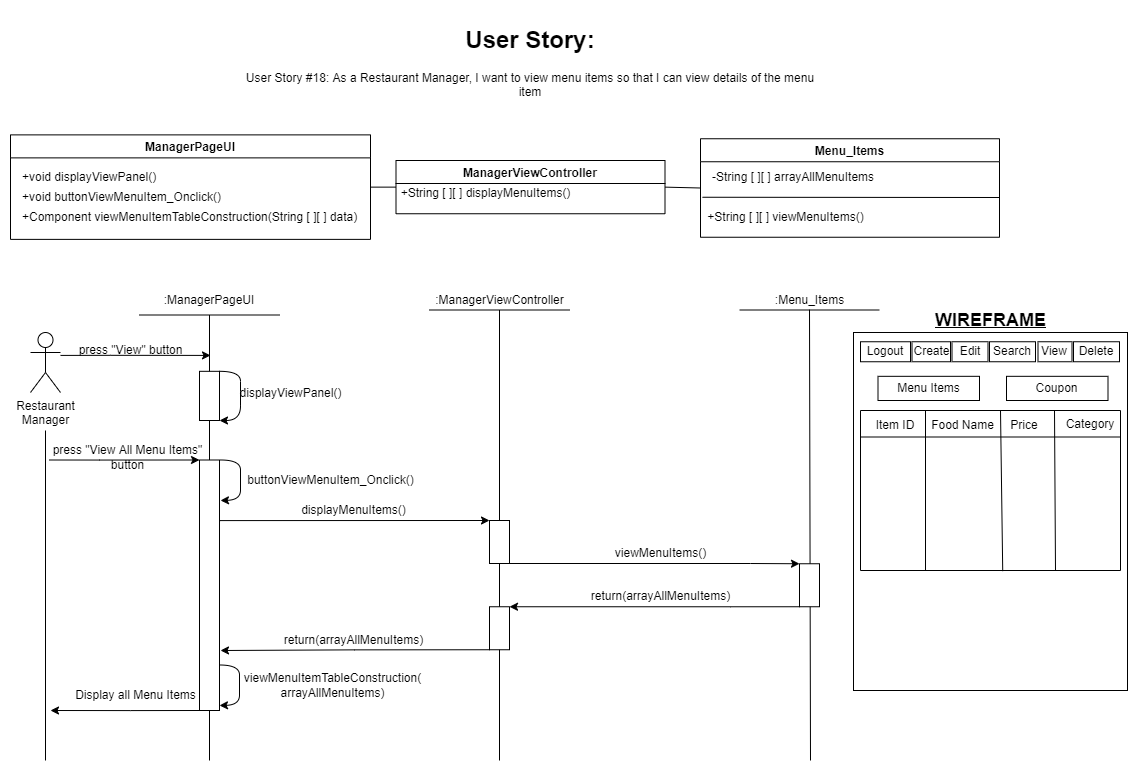 User Story:
User Story #18: As a Restaurant Manager, I want to view menu items so that I can view details of the menu
item
ManagerPageUI
+void displayViewPanel()
+void buttonViewMenuItem_Onclick()
+Component viewMenuItemTableConstruction(String [ ][ ] data)
ManagerViewController
+String [ ][ ] displayMenuItems()
Menu_Items
-String [ ][ ] arrayAllMenuItems
+String [ ][ ] viewMenuItems()
:ManagerPageUI
:ManagerViewController
:Menu_Items
press "View" button
Restaurant
Manager
displayViewPanel()
press "View All Menu Items"
button
buttonViewMenuItem_Onclick()
displayMenuItems()
viewMenuItems()
return(arrayAllMenuItems)
return(arrayAllMenuItems)
viewMenuItemTableConstruction(
arrayAllMenuItems)
Display all Menu Items
WIREFRAME
Logout Create Edit Search View Delete
Menu Items Coupon
Item ID Food Name Price Category